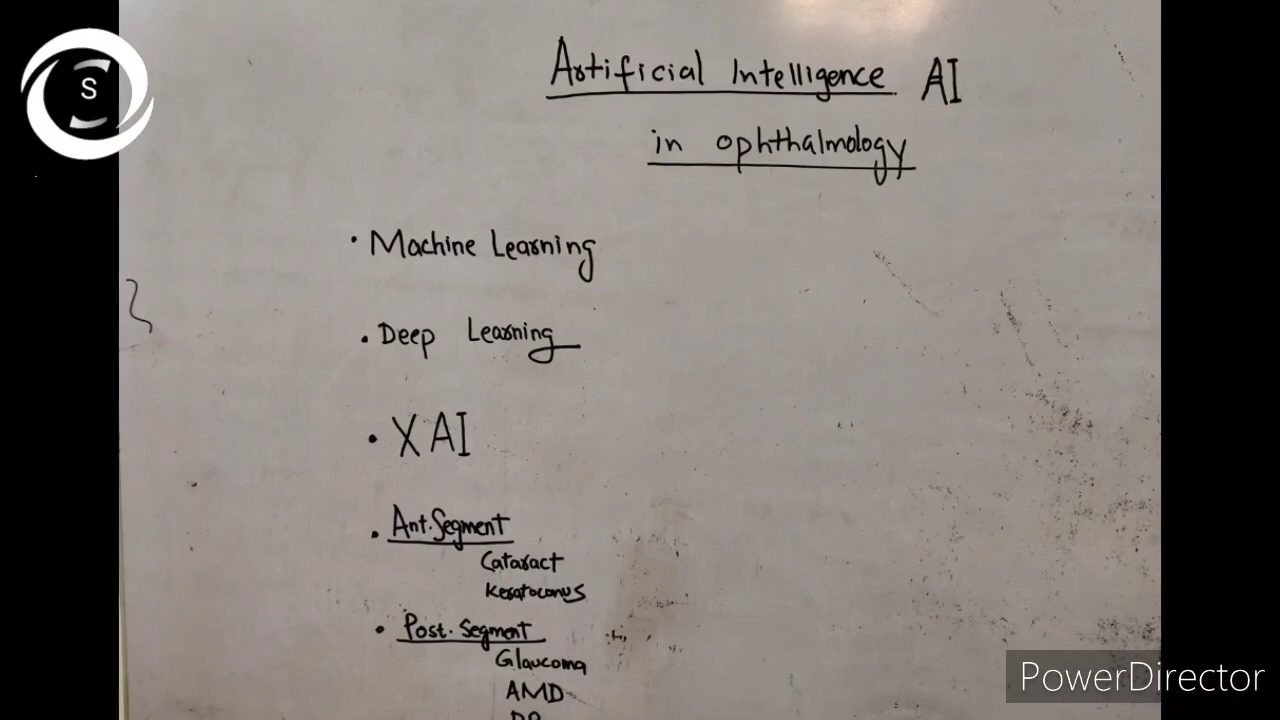 S
Artificial Intelligence AI
in ophthalmology
• Machine Learning
• Deep Learning
• XAI
• Ant. Segment
Cataract
Keratoconus
• Post. Segment
Glaucoma
AMD
PowerDirector